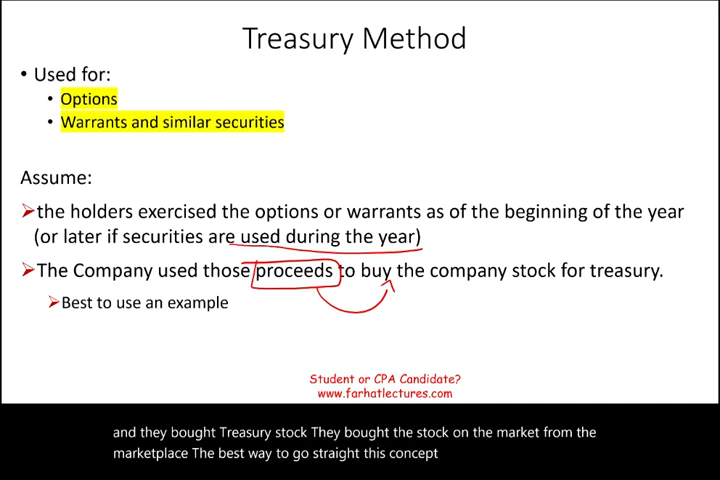 Treasury Method
• Used for:
• Options
• Warrants and similar securities
Assume:
➢the holders exercised the options or warrants as of the beginning of the year
(or later if securities are used during the year)
➢The Company used those proceeds to buy the company stock for treasury.
➢Best to use an example
Student or CPA Candidate?
www.farhatlectures.com
and they bought Treasury stock They bought the stock on the market from the
marketplace The best way to go straight this concept